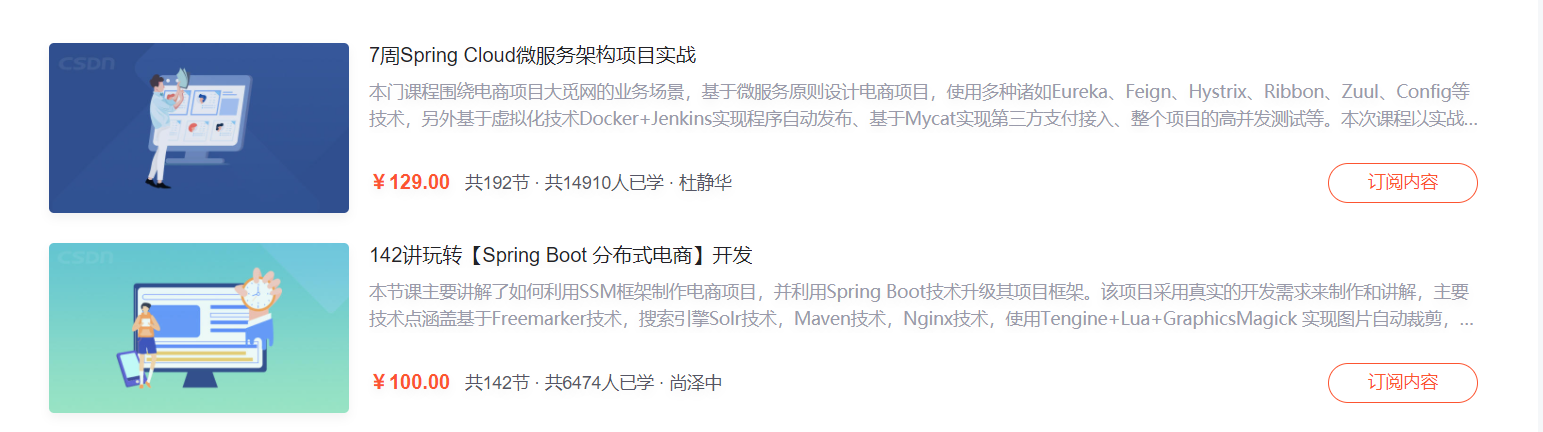 CSDN
7周Spring Cloud微服务架构项目实战
本门课程围绕电商项目大觅网的业务场景，基于微服务原则设计电商项目，使用多种诸如Eureka、Feign、Hystrix、Ribbon、Zuul、Config等
技术，另外基于虚拟化技术Docker+Jenkins实现程序自动发布、基于Mycat实现第三方支付接入、整个项目的高并发测试等。本次课程以实战...
￥129.00 共192节 · 共14910人已学 · 杜静华
订阅内容
CSDN
142讲玩转【Spring Boot 分布式电商】开发
本节课主要讲解了如何利用SSM框架制作电商项目，并利用Spring Boot技术升级其项目框架。该项目采用真实的开发需求来制作和讲解，主要
技术点涵盖基于Freemarker技术，搜索引擎Solr技术，Maven技术，Nginx技术，使用Tengine+Lua+GraphicsMagick 实现图片自动裁剪，...
￥100.00 共142节 · 共6474人已学 · 尚泽中
订阅内容